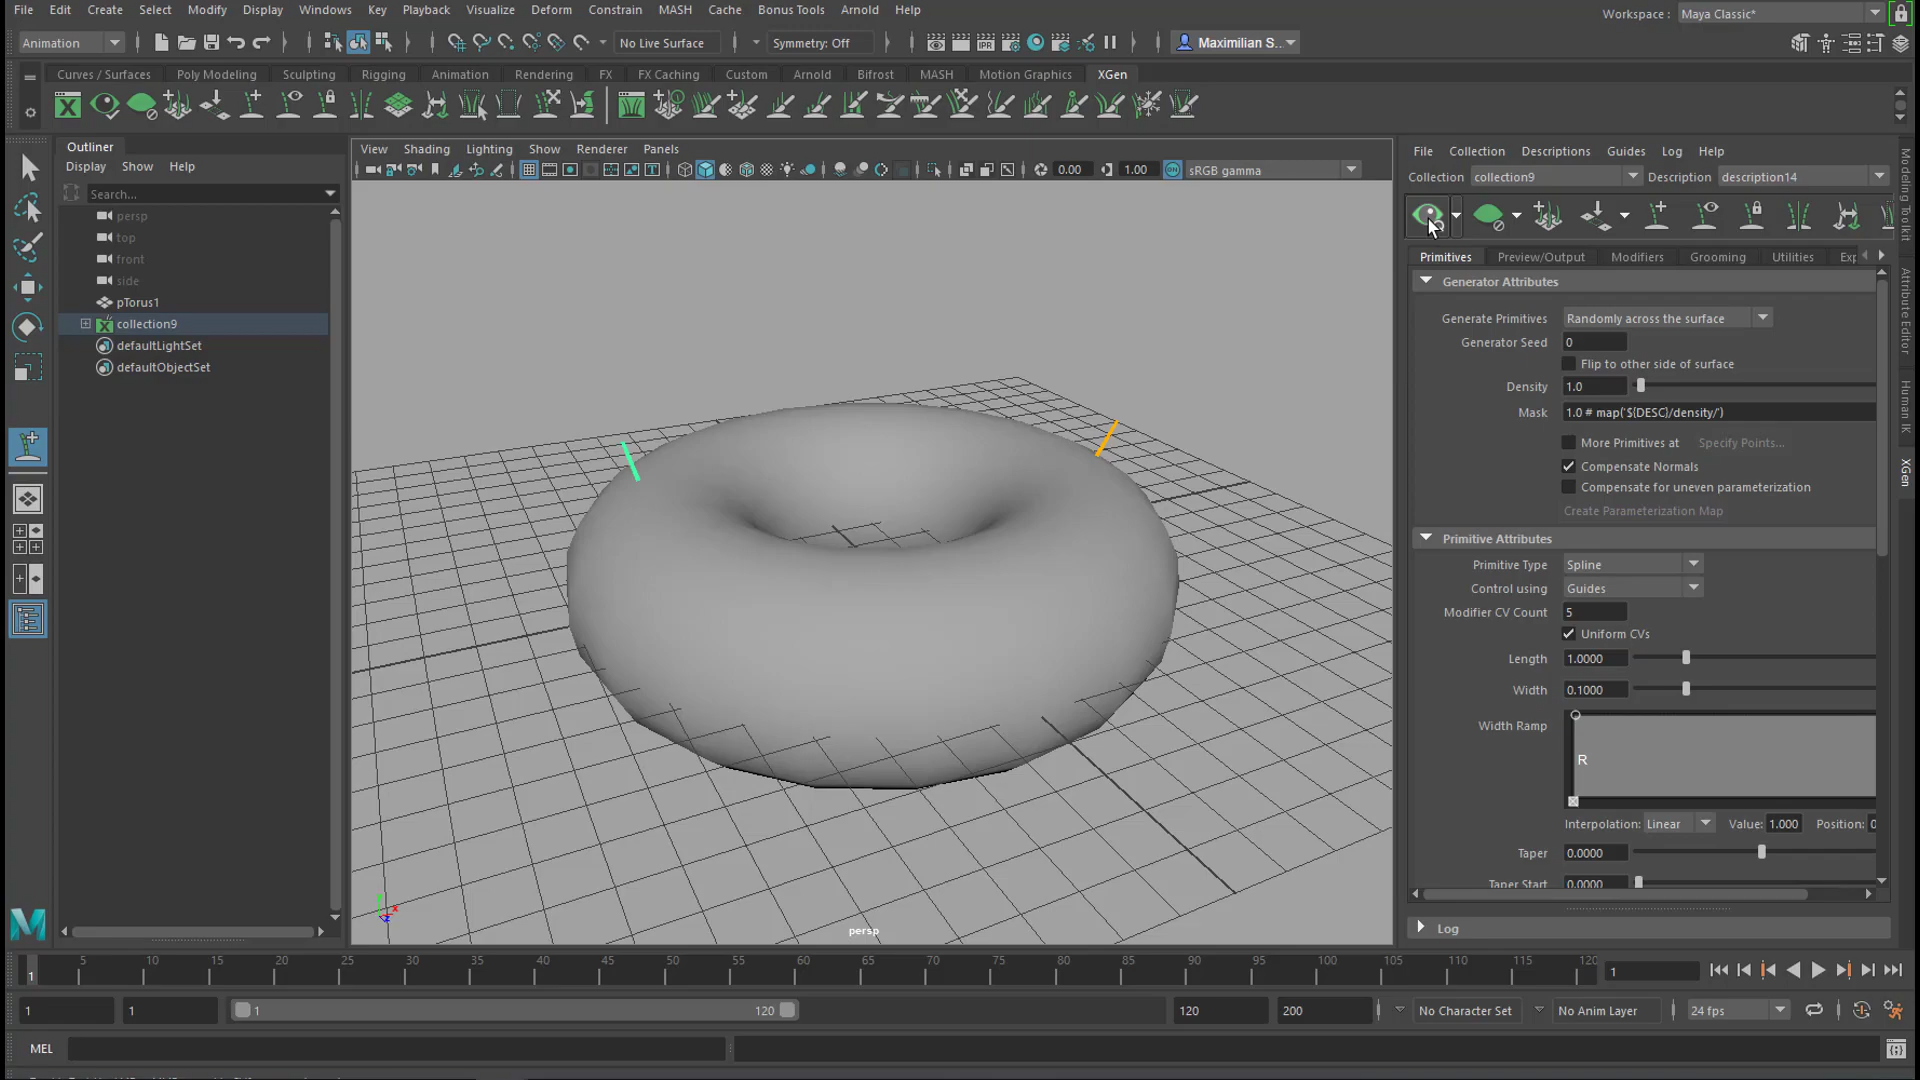 File Edit Create Select Modify Display Windows Key Playback Visualize Deform Constrain MASH Cache Bonus Tools Arnold Help
Workspace : Maya Classic*
Animation No Live Surface Symmetry: Off IPR Maximilian S...
Curves / Surfaces Poly Modeling Sculpting Rigging Animation Rendering FX FX Caching Custom Arnold Bifrost MASH Motion Graphics XGen
Outliner
Display Show Help
Search...
persp
top
front
side
pTorus1
collection9
defaultLightSet
defaultObjectSet
View Shading Lighting Show Renderer Panels
0.00 1.00 sRGB gamma
persp
File Collection Descriptions Guides Log Help
Collection collection9 Description description14
Primitives Preview/Output Modifiers Grooming Utilities Exp
Generator Attributes
Generate Primitives Randomly across the surface
Generator Seed 0
Flip to other side of surface
Density 1.0
Mask 1.0 # map('${DESC}/density/')
More Primitives at Specify Points...
Compensate Normals
Compensate for uneven parameterization
Create Parameterization Map
Primitive Attributes
Primitive Type Spline
Control using Guides
Modifier CV Count 5
Uniform CVs
Length 1.0000
Width 0.1000
Width Ramp
R
Interpolation: Linear Value: 1.000 Position: 0
Taper 0.0000
Taper Start 0.0000
Log
Modeling Toolkit
Attribute Editor
Human IK
XGen
1 5 10 15 20 25 30 35 40 45 50 55 60 65 70 75 80 85 90 95 100 105 110 115 120 1
1 1 1 120 120 200 No Character Set No Anim Layer 24 fps
MEL